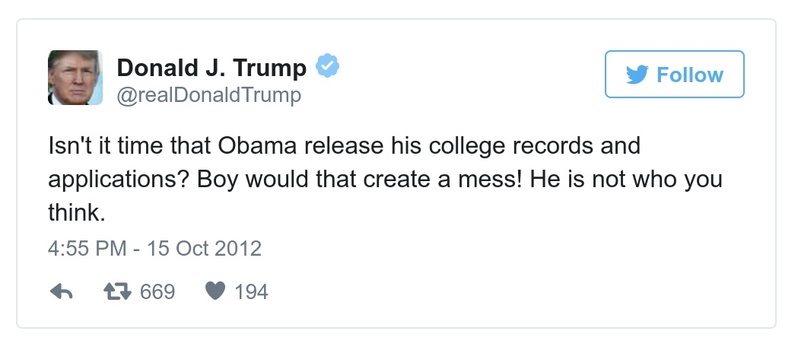 Donald J. Trump
@realDonaldTrump
Follow
Isn't it time that Obama release his college records and
applications? Boy would that create a mess! He is not who you
think.
4:55 PM - 15 Oct 2012
669 194